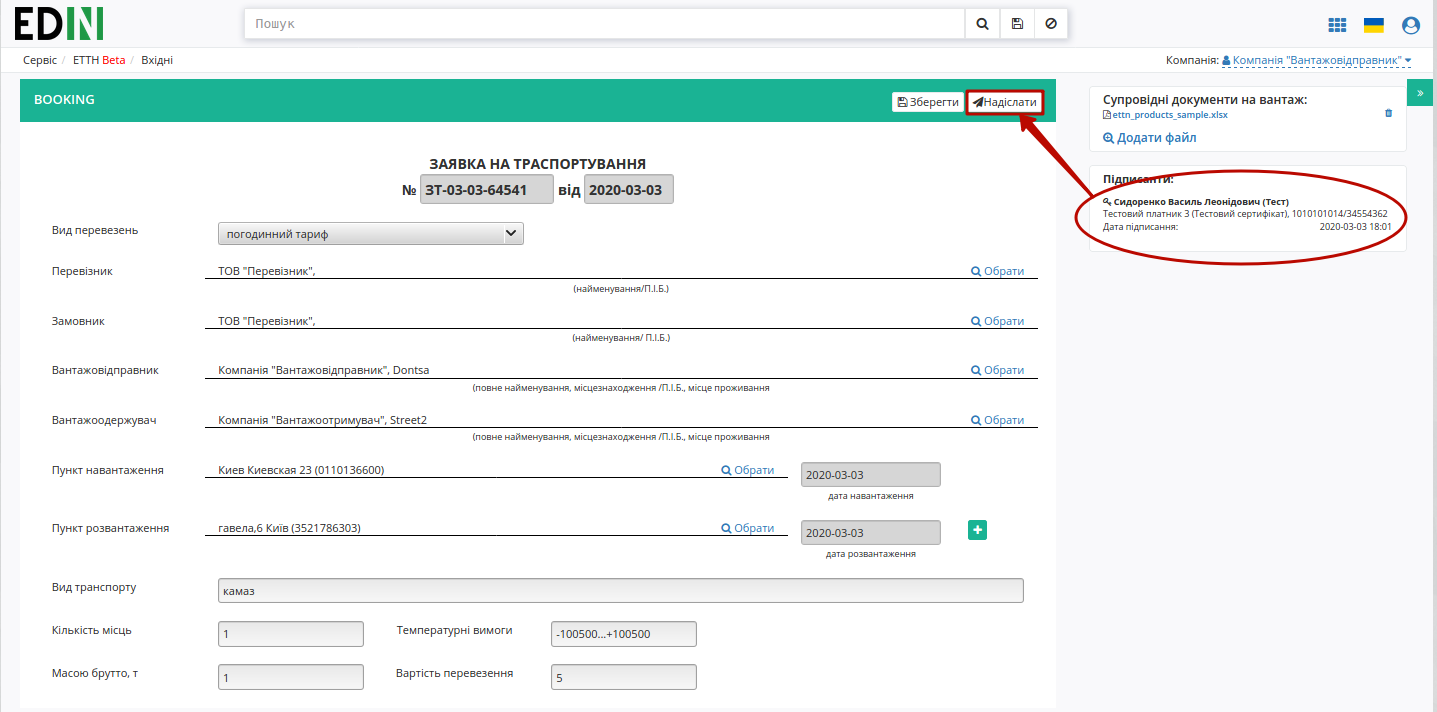 EDIN
Пошук
Сервіс / ЕТТН Beta / Вхідні
Компанія: Компанія "Вантажовідправник"
BOOKING
Зберегти
Надіслати
»
ЗАЯВКА НА ТРАСПОРТУВАННЯ
№ ЗТ-03-03-64541 від 2020-03-03
Вид перевезень погодинний тариф
Перевізник ТОВ "Перевізник", Обрати
(найменування/П.І.Б.)
Замовник ТОВ "Перевізник", Обрати
(найменування/ П.І.Б.)
Вантажовідправник Компанія "Вантажовідправник", Dontsa Обрати
(повне найменування, місцезнаходження /П.І.Б., місце проживання
Вантажоодержувач Компанія "Вантажоотримувач", Street2 Обрати
(повне найменування, місцезнаходження /П.І.Б., місце проживання
Пункт навантаження Киев Киевская 23 (0110136600) Обрати 2020-03-03
дата навантаження
Пункт розвантаження гавела,6 Київ (3521786303) Обрати 2020-03-03
дата розвантаження
Вид транспорту камаз
Кількість місць 1 Температурні вимоги -100500...+100500
Масою брутто, т 1 Вартість перевезення 5
Супровідні документи на вантаж:
ettn_products_sample.xlsx
Додати файл
Підписанти:
Сидоренко Василь Леонідович (Тест)
Тестовий платник 3 (Тестовий сертифікат), 1010101014/34554362
Дата підписання: 2020-03-03 18:01